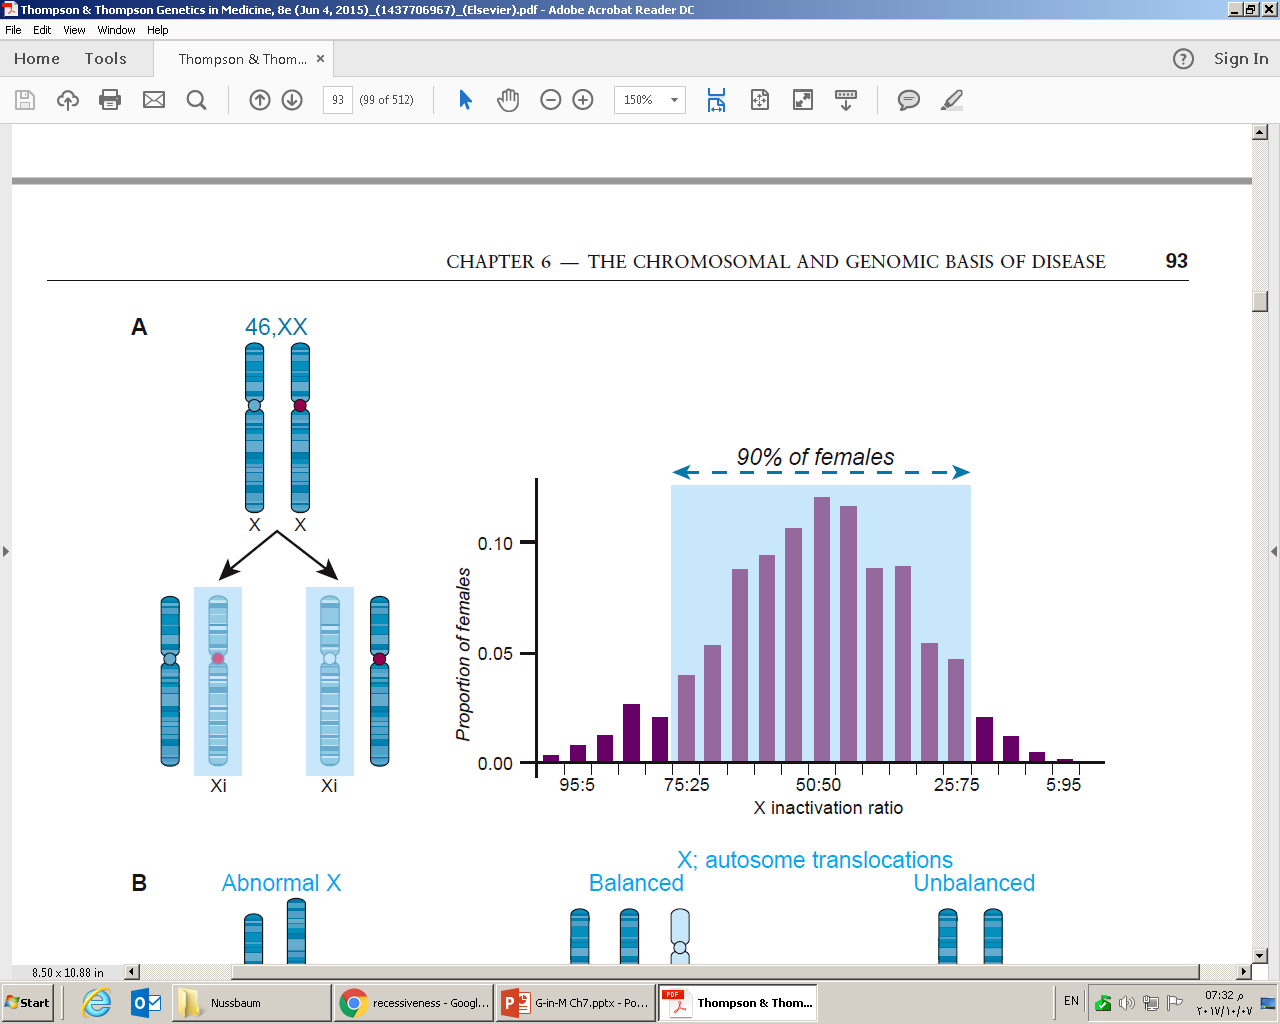 Thompson & Thompson Genetics in Medicine, 8e (Jun 4, 2015)_(1437706967)_(Elsevier).pdf - Adobe Acrobat Reader DC
File Edit View Window Help
Home Tools Thompson & Thom... × ? Sign In
93 (99 of 512) 150%
CHAPTER 6 — THE CHROMOSOMAL AND GENOMIC BASIS OF DISEASE 93
A
46,XX
X X
Xi Xi
90% of females
Proportion of females
0.10
0.05
0.00
95:5 75:25 50:50 25:75 5:95
X inactivation ratio
X; autosome translocations
B Abnormal X Balanced Unbalanced
8.50 x 10.88 in
Start Nussbaum recessiveness - Googl... G-in-M Ch7.pptx - Po... PDF Thompson & Thom... EN
07:32 م
٢٠١٧/١٠/٠٧